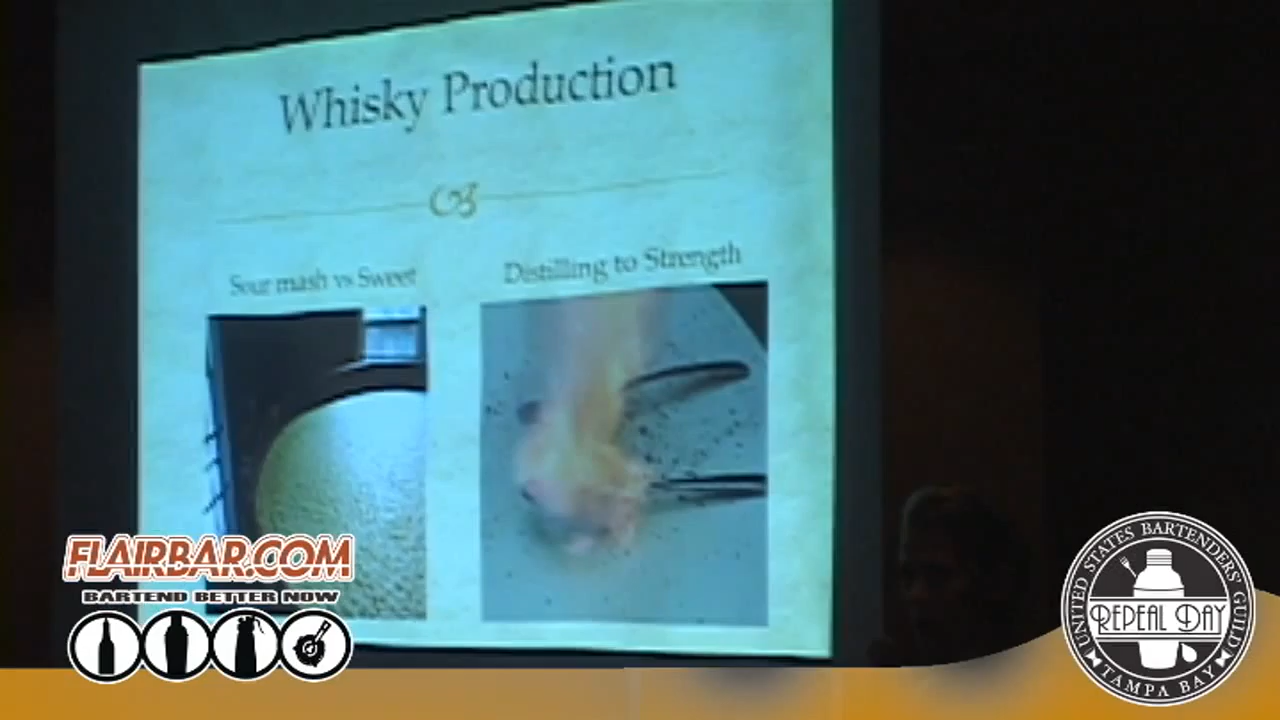 Whisky Production
Sour mash vs Sweet
Distilling to Strength
FLAIRBAR.COM
BARTEND BETTER NOW
UNITED STATES BARTENDERS' GUILD
REPEAL DAY
TAMPA BAY